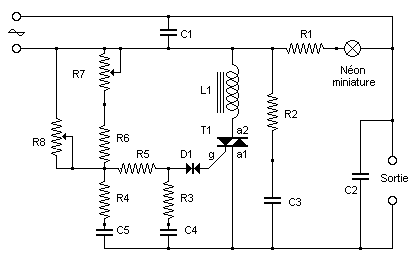 C1
R1
R7
Néon
miniature
L1
R2
R8
R6
T1
a2
R5
D1
g
a1
Sortie
R4
R3
C2
C3
C5
C4